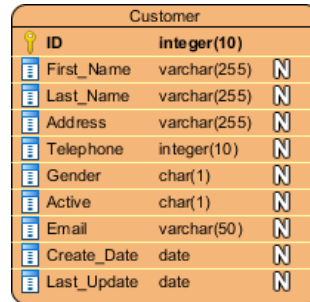 Customer
ID integer(10)
First_Name varchar(255) N
Last_Name varchar(255) N
Address varchar(255) N
Telephone integer(10) N
Gender char(1) N
Active char(1) N
Email varchar(50) N
Create_Date date N
Last_Update date N